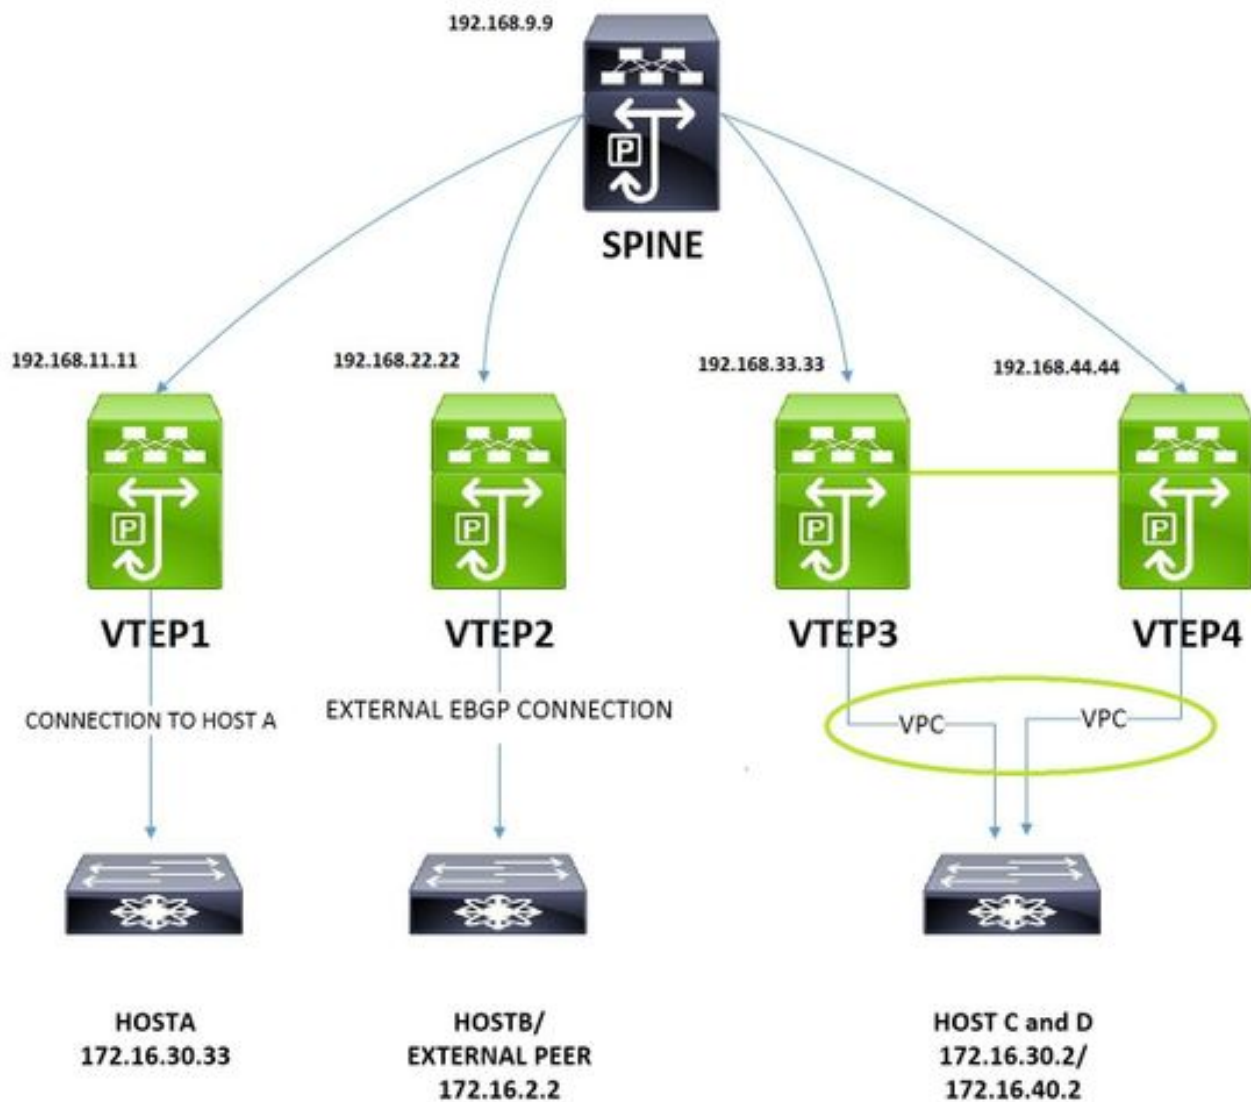 192.168.9.9
SPINE
192.168.11.11
192.168.22.22
192.168.33.33
192.168.44.44
P
P
P
P
P
VTEP1
VTEP2
VTEP3
VTEP4
CONNECTION TO HOST A
EXTERNAL EBGP CONNECTION
VPC
VPC
HOSTA
172.16.30.33
HOSTB/
EXTERNAL PEER
172.16.2.2
HOST C and D
172.16.30.2/
172.16.40.2